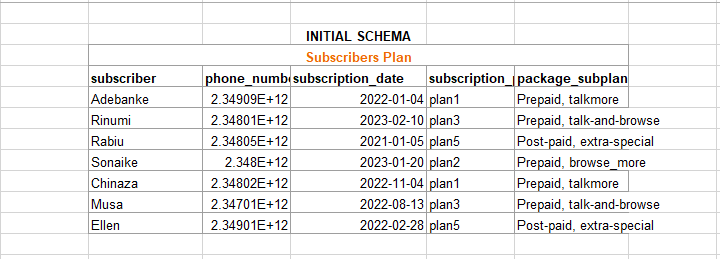 INITIAL SCHEMA
Subscribers Plan
subscriber phone_numb subscription_date subscription_ package_subplan
Adebanke 2.34909E+12 2022-01-04 plan1 Prepaid, talkmore
Rinumi 2.34801E+12 2023-02-10 plan3 Prepaid, talk-and-browse
Rabiu 2.34805E+12 2021-01-05 plan5 Post-paid, extra-special
Sonaike 2.348E+12 2023-01-20 plan2 Prepaid, browse_more
Chinaza 2.34802E+12 2022-11-04 plan1 Prepaid, talkmore
Musa 2.34701E+12 2022-08-13 plan3 Prepaid, talk-and-browse
Ellen 2.34901E+12 2022-02-28 plan5 Post-paid, extra-special